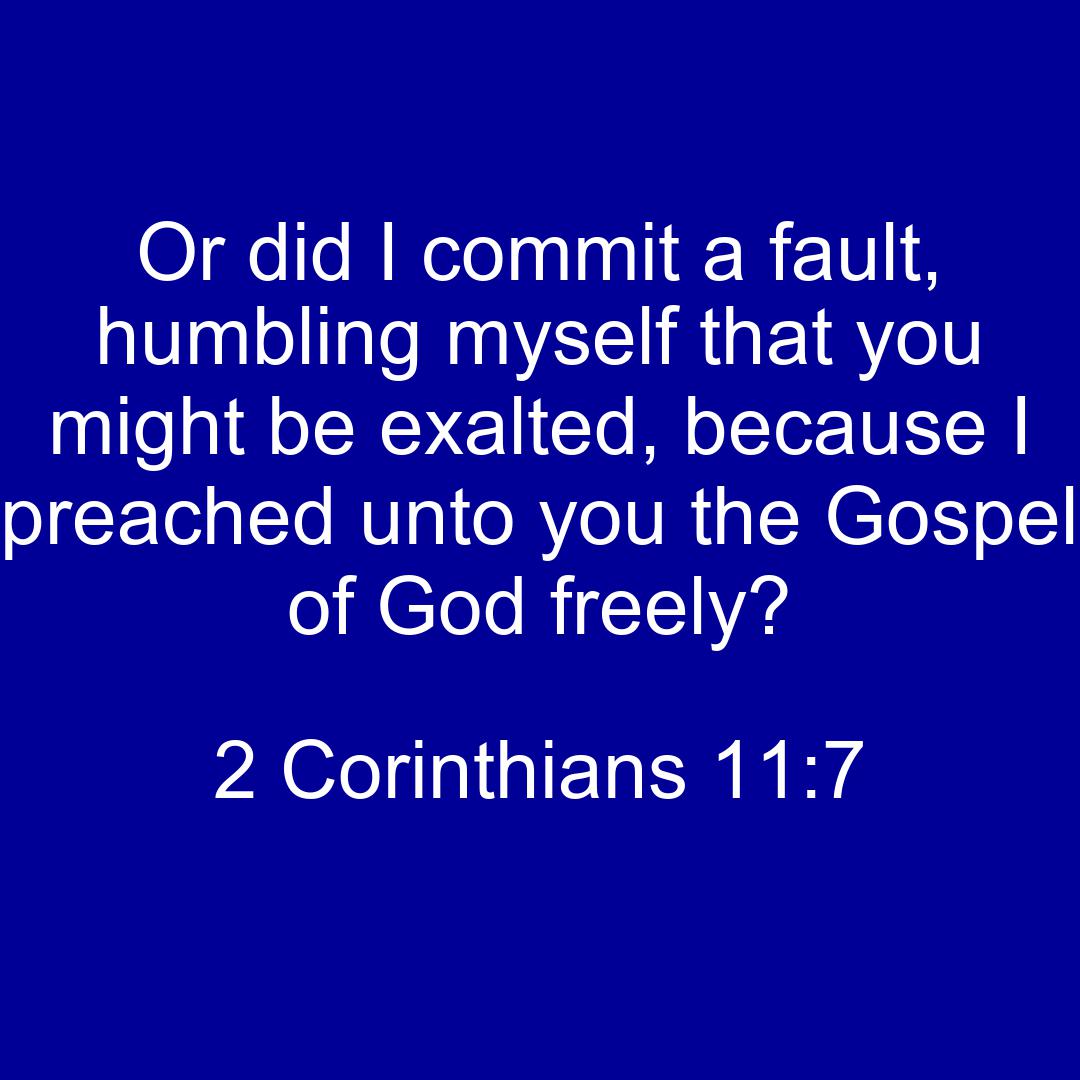 Or did I commit a fault,
humbling myself that you
might be exalted, because I
preached unto you the Gospel
of God freely?
2 Corinthians 11:7